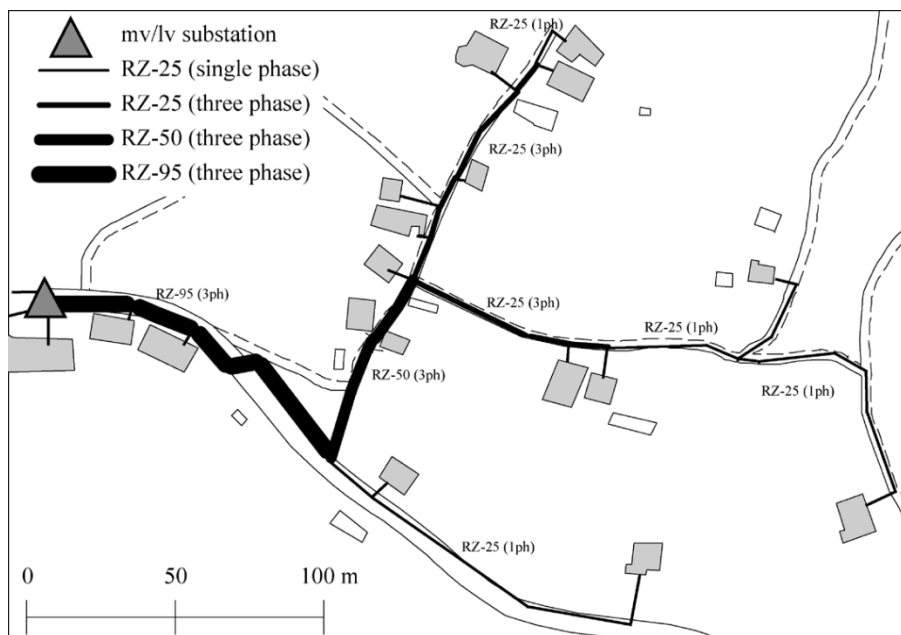 mv/lv substation
RZ-25 (single phase)
RZ-25 (three phase)
RZ-50 (three phase)
RZ-95 (three phase)
RZ-25 (1ph)
RZ-25 (3ph)
RZ-95 (3ph)
RZ-25 (3ph)
RZ-25 (1ph)
RZ-50 (3ph)
RZ-25 (1ph)
RZ-25 (1ph)
0 50 100 m